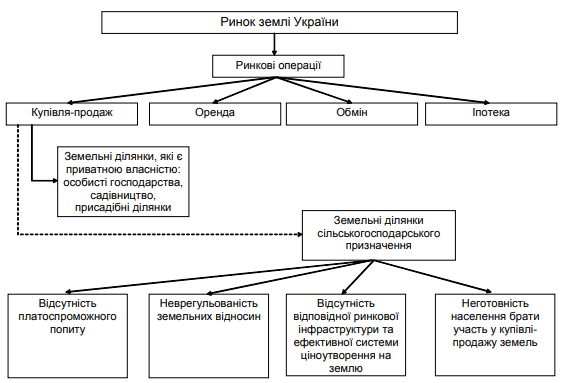 Ринок землі України
Ринкові операції
Купівля-продаж
Оренда
Обмін
Іпотека
Земельні ділянки, які є
приватною власністю:
особисті господарства,
садівництво,
присадібні ділянки
Земельні ділянки
сільськогосподарського
призначення
Відсутність
платоспроможного
попиту
Неврегульованість
земельних відносин
Відсутність
відповідної ринкової
інфраструктури та
ефективної системи
ціноутворення на
землю
Неготовність
населення брати
участь у купівлі-
продажу земель